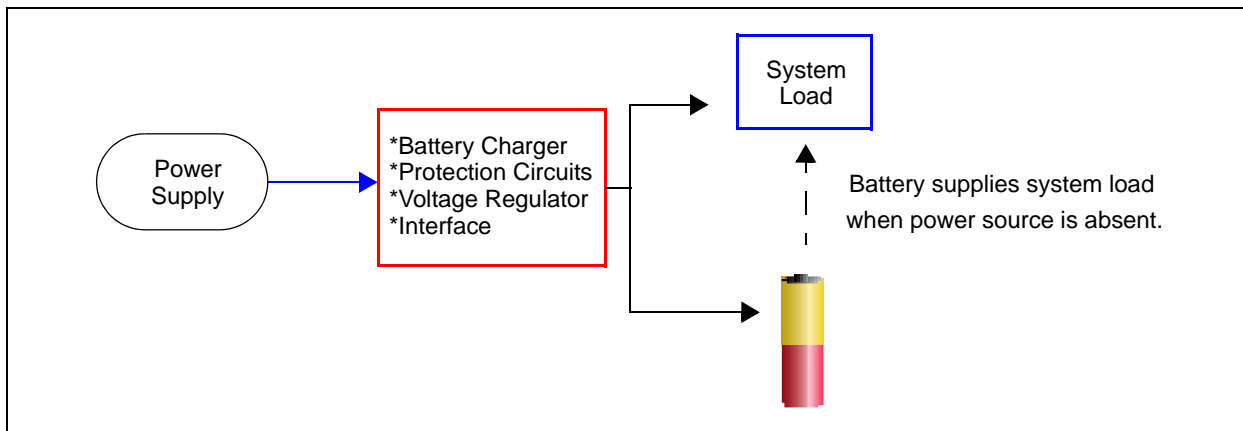 Power
Supply
*Battery Charger
*Protection Circuits
*Voltage Regulator
*Interface
System
Load
Battery supplies system load
when power source is absent.